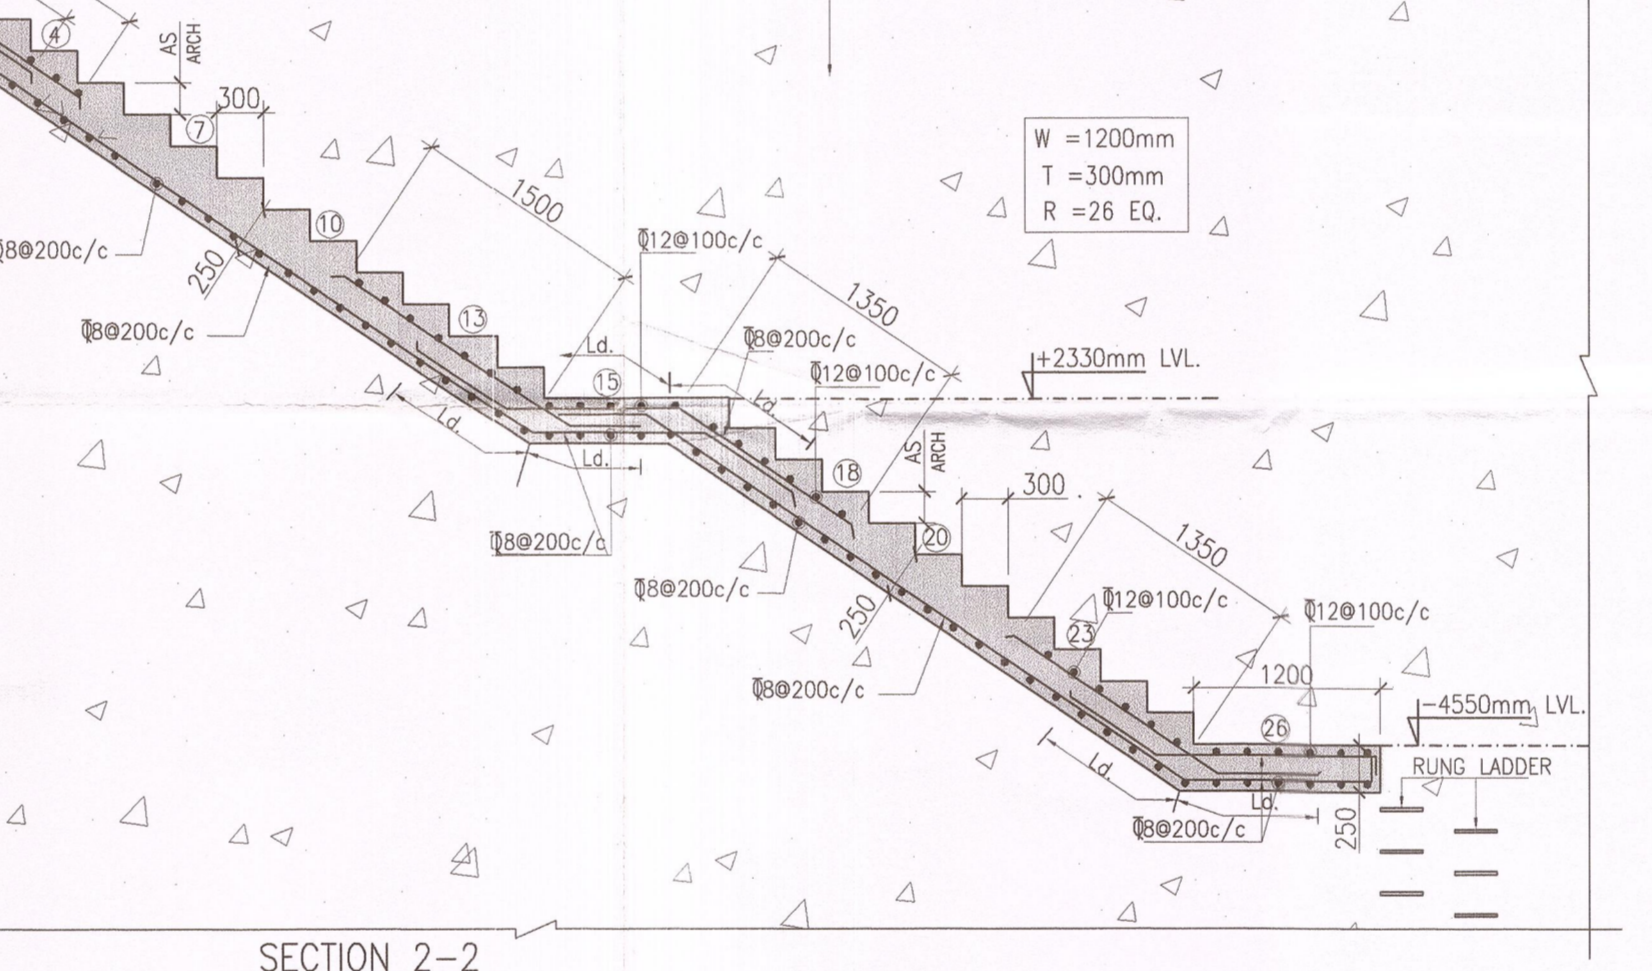 4
AS ARCH
300
7
W =1200mm
T =300mm
R =26 EQ.
1500
10
Φ12@100c/c
Φ8@200c/c
250
1350
13
Φ8@200c/c
Φ8@200c/c
+2330mm LVL.
Ld.
15
Φ12@100c/c
Ld.
Ld.
Ld.
AS ARCH
18
300
20
1350
Φ8@200c/c
Φ8@200c/c
250
Φ12@100c/c
Φ12@100c/c
23
Φ8@200c/c
1200
-4550mm LVL.
26
RUNG LADDER
Ld.
Ld.
250
Φ8@200c/c
SECTION 2-2